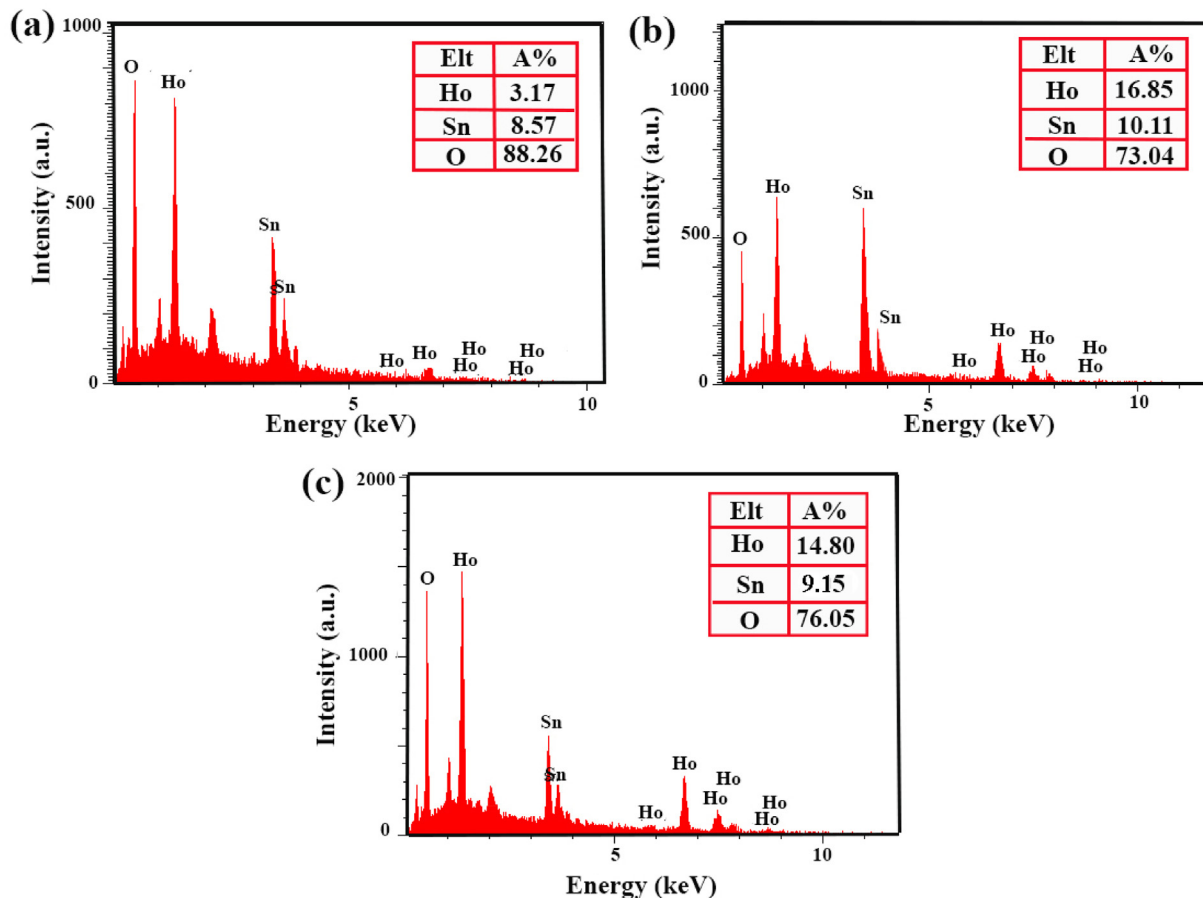 (a)
1000
500
0
Intensity (a.u.)
O
Ho
Sn
Sn
Ho
Ho
Ho
Ho
Ho
Ho
5
10
Energy (keV)
Elt A%
Ho 3.17
Sn 8.57
O 88.26
(b)
1000
500
0
Intensity (a.u.)
O
Ho
Sn
Sn
Ho
Ho
Ho
Ho
Ho
Ho
5
10
Energy (keV)
Elt A%
Ho 16.85
Sn 10.11
O 73.04
(c)
2000
1000
0
Intensity (a.u.)
O
Ho
Sn
Sn
Ho
Ho
Ho
Ho
Ho
Ho
5
10
Energy (keV)
Elt A%
Ho 14.80
Sn 9.15
O 76.05